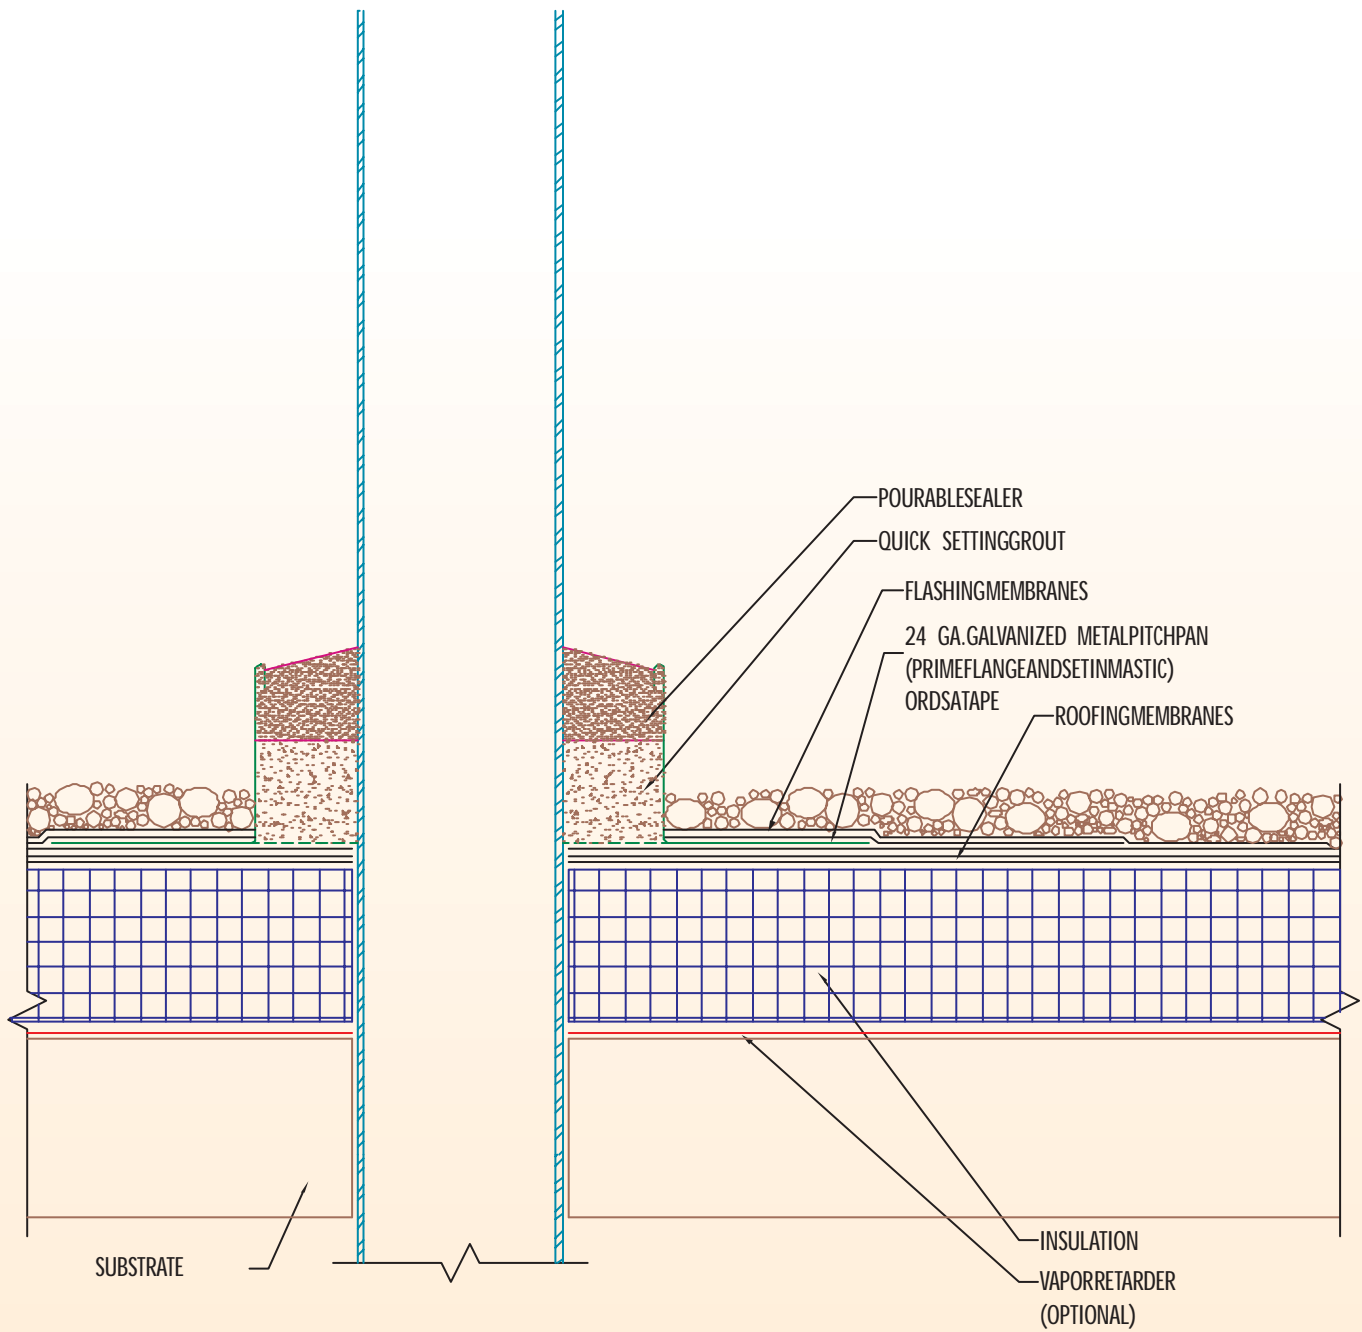 POURABLESEALER
QUICK SETTINGGROUT
FLASHINGMEMBRANES
24 GA.GALVANIZED METALPITCHPAN
(PRIMEFLANGEANDSETINMASTIC)
ORDSATAPE
ROOFINGMEMBRANES
INSULATION
SUBSTRATE
VAPORRETARDER
(OPTIONAL)